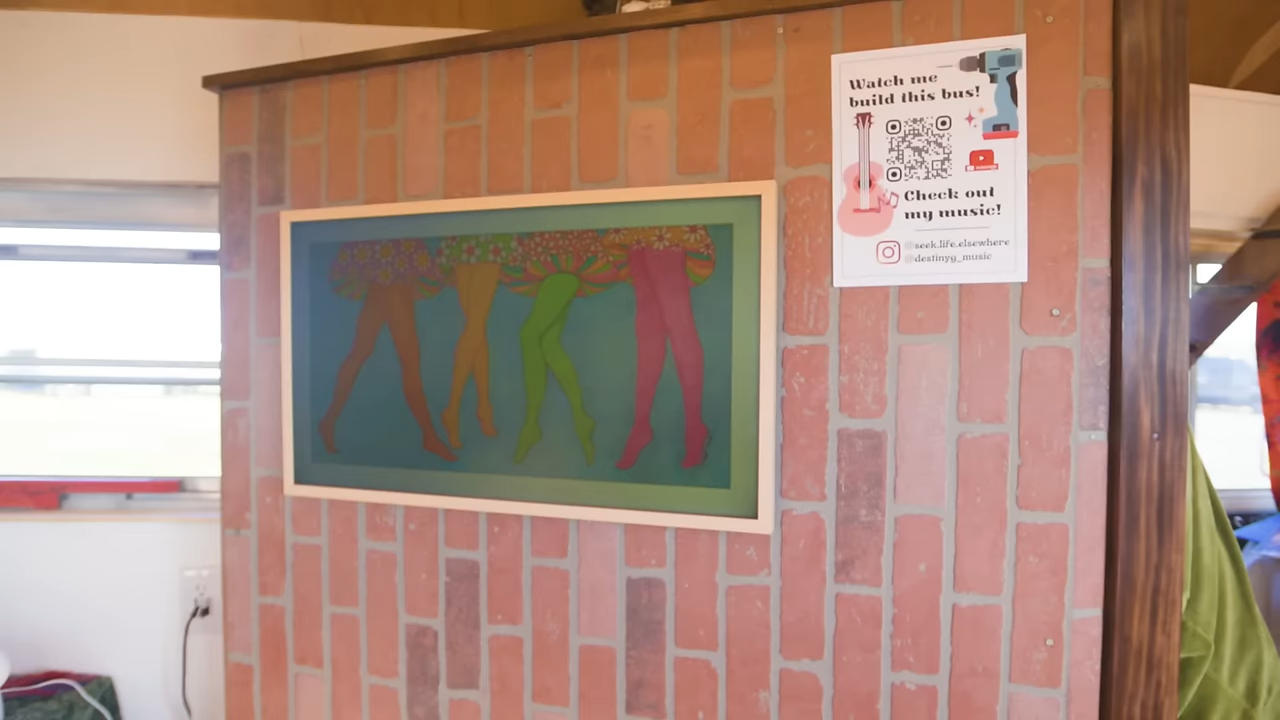 Watch me
build this bus!
Check out
my music!
@seek.life.elsewhere
@destinyg_music